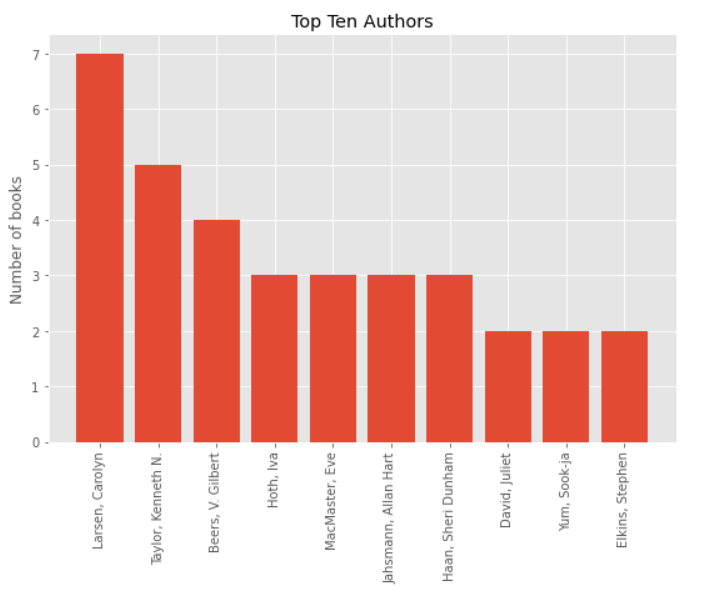 Top Ten Authors
Number of books
7
6
5
4
3
2
1
0
Larsen, Carolyn
Taylor, Kenneth N.
Beers, V. Gilbert
Hoth, Iva
MacMaster, Eve
Jahsmann, Allan Hart
Haan, Sheri Dunham
David, Juliet
Yum, Sook-ja
Elkins, Stephen